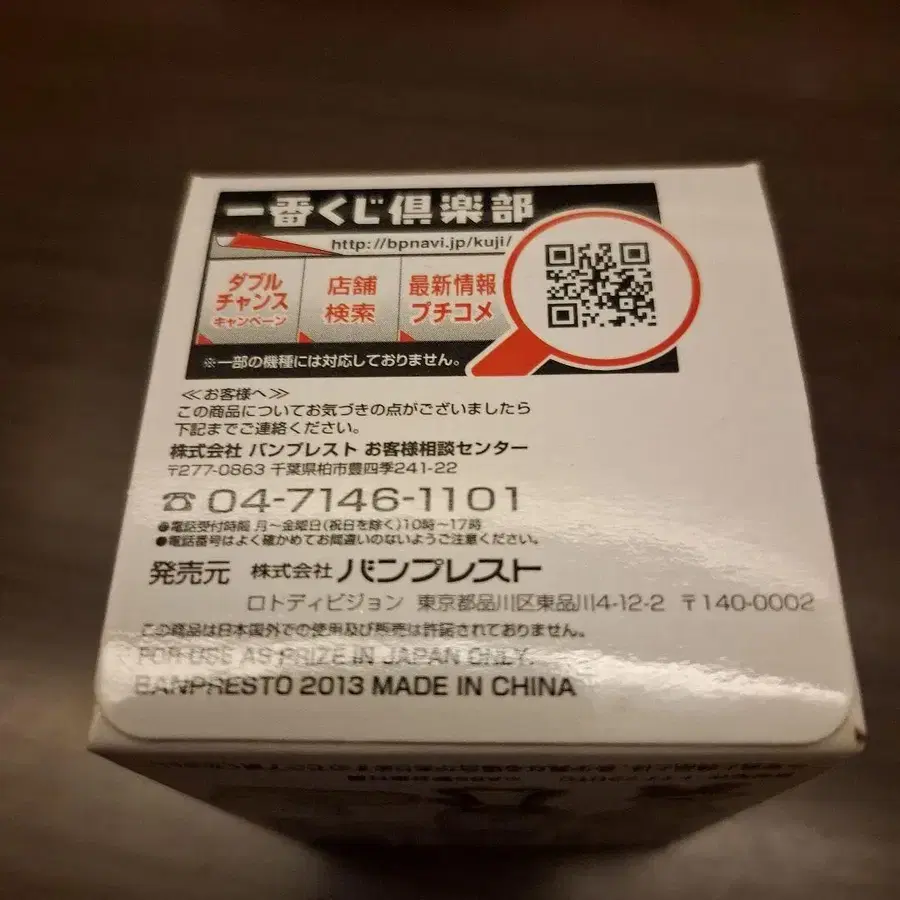 一番くじ倶楽部
http://bpnavi.jp/kuji/
ダブル
チャンス
キャンペーン
店舗
検索
最新情報
プチコメ
※一部の機種には対応しておりません。
≪お客様へ≫
この商品についてお気づきの点がございましたら
下記までご連絡ください。
株式会社 バンプレスト お客様相談センター
〒277-0863 千葉県柏市豊四季241-22
☎ 04-7146-1101
●電話受付時間 月〜金曜日(祝日を除く)10時〜17時
●電話番号はよく確かめてお間違いのないようご注意ください。
発売元 株式会社 バンプレスト
ロトディビジョン 東京都品川区東品川4-12-2 〒140-0002
この商品は日本国外での使用及び販売は許諾されておりません。
FOR USE AS PRIZE IN JAPAN ONLY.
BANPRESTO 2013 MADE IN CHINA